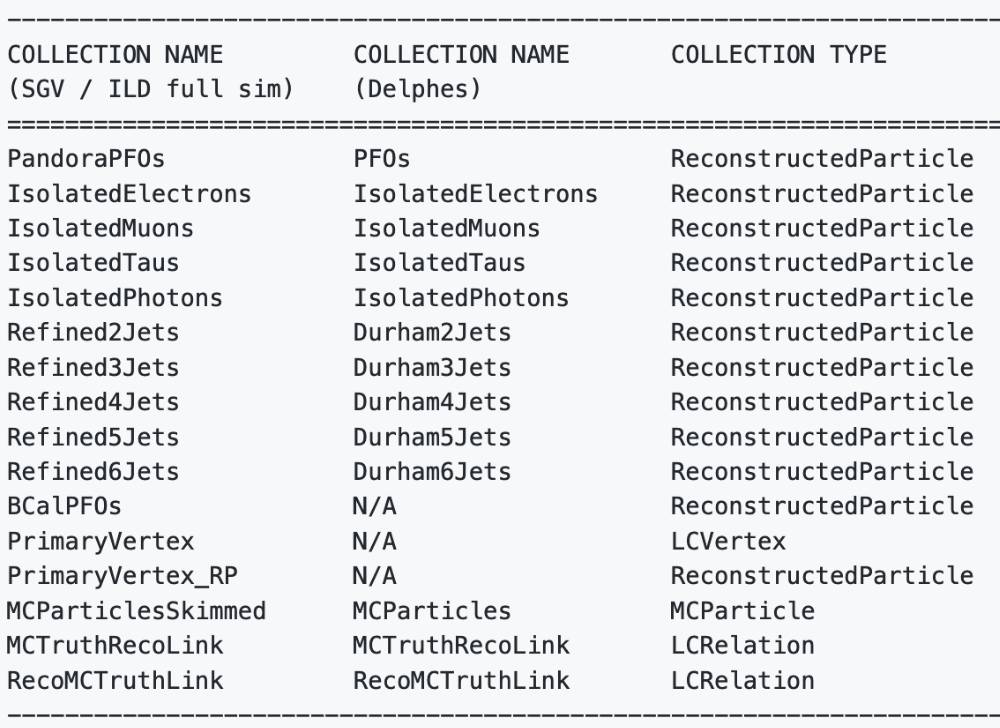 COLLECTION NAME         COLLECTION NAME       COLLECTION TYPE
(SGV / ILD full sim)    (Delphes)
PandoraPFOs             PFOs                  ReconstructedParticle
IsolatedElectrons       IsolatedElectrons     ReconstructedParticle
IsolatedMuons           IsolatedMuons         ReconstructedParticle
IsolatedTaus            IsolatedTaus          ReconstructedParticle
IsolatedPhotons         IsolatedPhotons       ReconstructedParticle
Refined2Jets            Durham2Jets           ReconstructedParticle
Refined3Jets            Durham3Jets           ReconstructedParticle
Refined4Jets            Durham4Jets           ReconstructedParticle
Refined5Jets            Durham5Jets           ReconstructedParticle
Refined6Jets            Durham6Jets           ReconstructedParticle
BCalPFOs                N/A                   ReconstructedParticle
PrimaryVertex           N/A                   LCVertex
PrimaryVertex_RP        N/A                   ReconstructedParticle
MCParticlesSkimmed      MCParticles           MCParticle
MCTruthRecoLink         MCTruthRecoLink       LCRelation
RecoMCTruthLink         RecoMCTruthLink       LCRelation